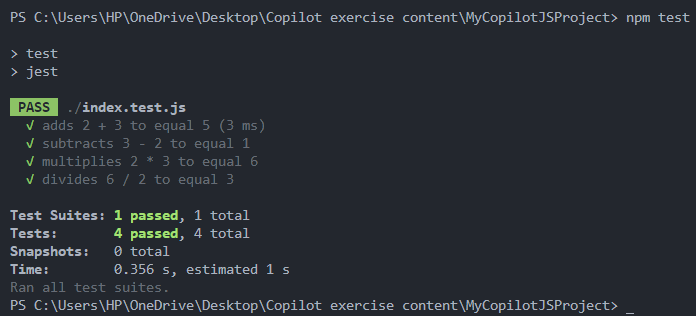 PS C:\Users\HP\OneDrive\Desktop\Copilot exercise content\MyCopilotJSProject> npm test
> test
> jest
PASS ./index.test.js
√ adds 2 + 3 to equal 5 (3 ms)
√ subtracts 3 - 2 to equal 1
√ multiplies 2 * 3 to equal 6
√ divides 6 / 2 to equal 3
Test Suites: 1 passed, 1 total
Tests:       4 passed, 4 total
Snapshots:   0 total
Time:        0.356 s, estimated 1 s
Ran all test suites.
PS C:\Users\HP\OneDrive\Desktop\Copilot exercise content\MyCopilotJSProject> _